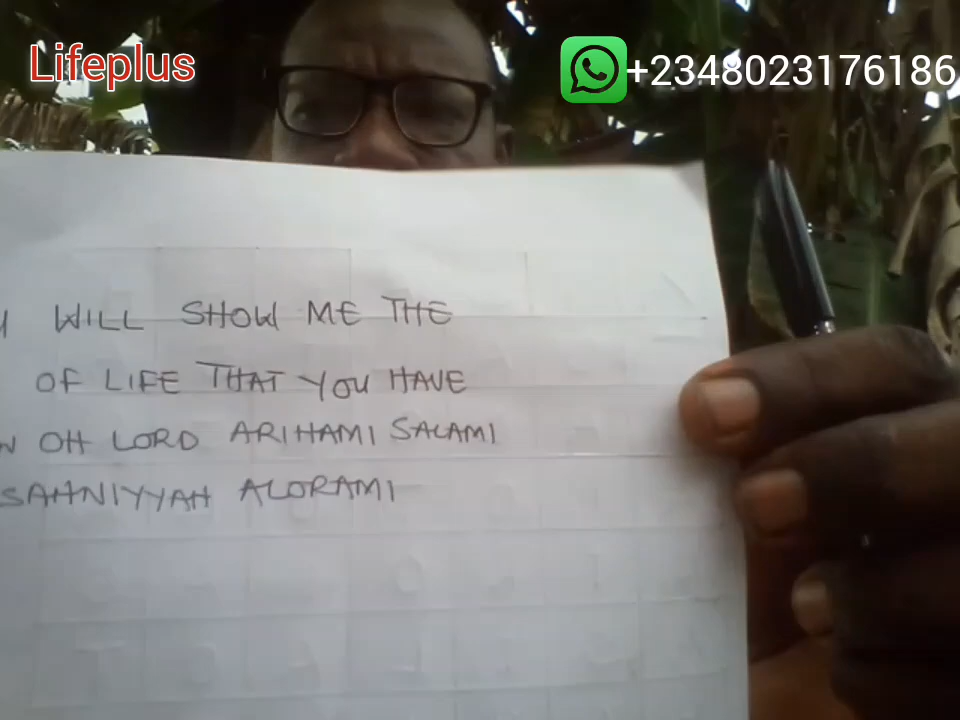 Lifeplus
+2348023176186
WILL SHOW ME THE
OF LIFE THAT YOU HAVE
OH LORD ARIHAMI SALAMI
SAHNIYYAH ALORAMI